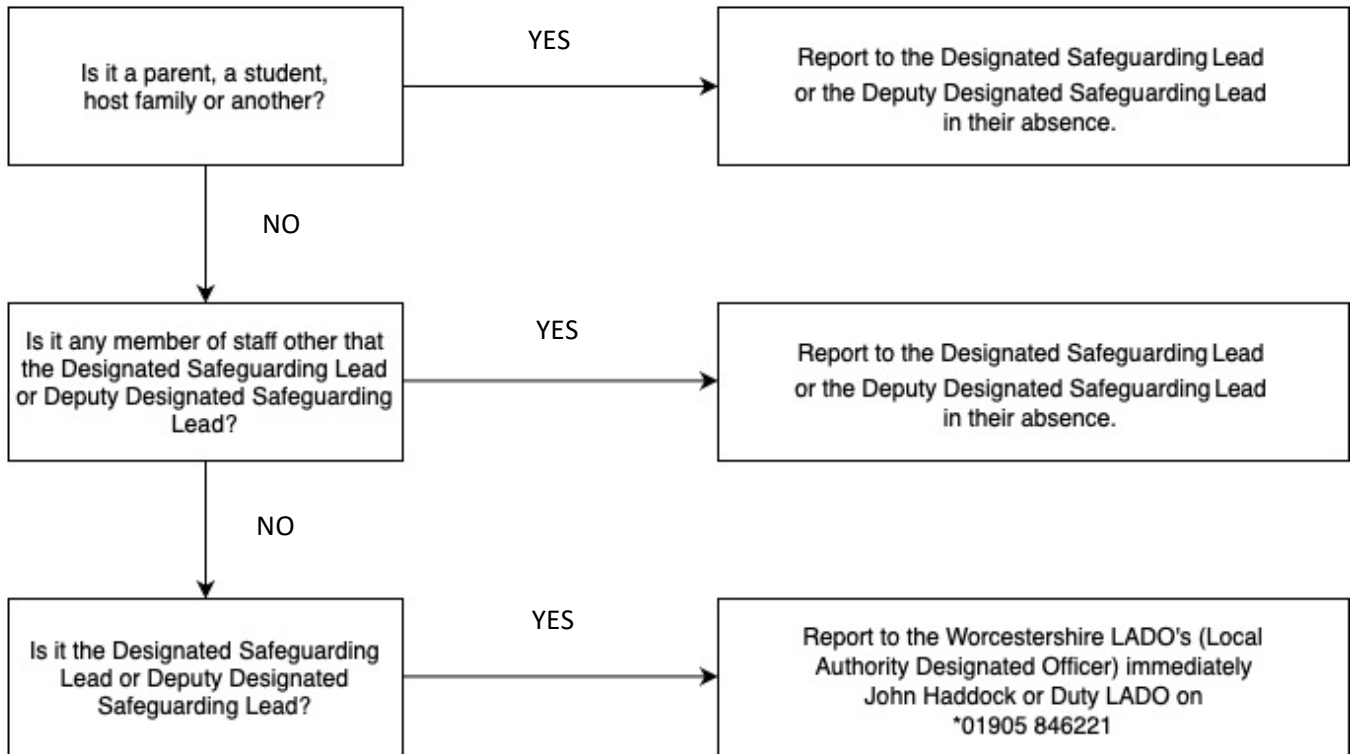 Is it a parent, a student,
host family or another?
YES
Report to the Designated Safeguarding Lead
or the Deputy Designated Safeguarding Lead
in their absence.
NO
Is it any member of staff other that
the Designated Safeguarding Lead
or Deputy Designated Safeguarding
Lead?
YES
Report to the Designated Safeguarding Lead
or the Deputy Designated Safeguarding Lead
in their absence.
NO
Is it the Designated Safeguarding
Lead or Deputy Designated
Safeguarding Lead?
YES
Report to the Worcestershire LADO's (Local
Authority Designated Officer) immediately
John Haddock or Duty LADO on
*01905 846221